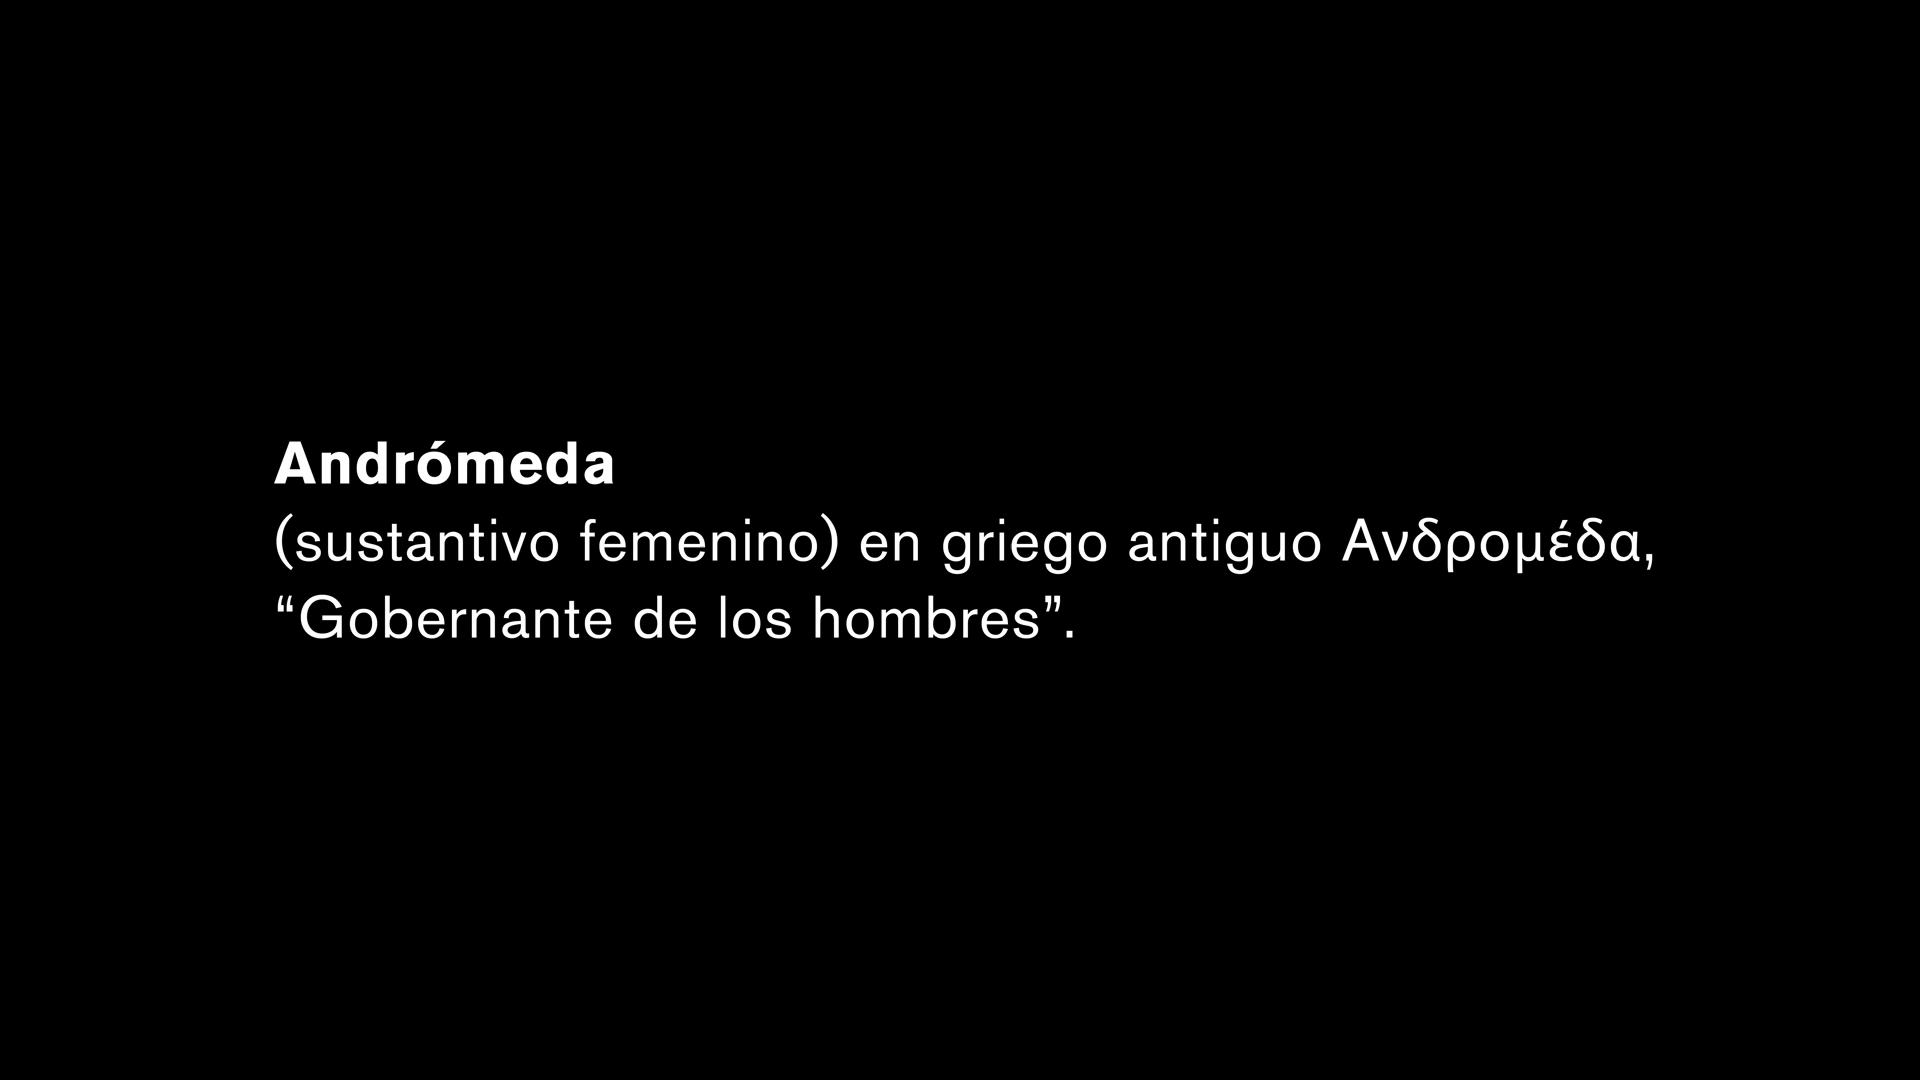 Andrómeda
(sustantivo femenino) en griego antiguo Ανδρομέδα,
“Gobernante de los hombres”.